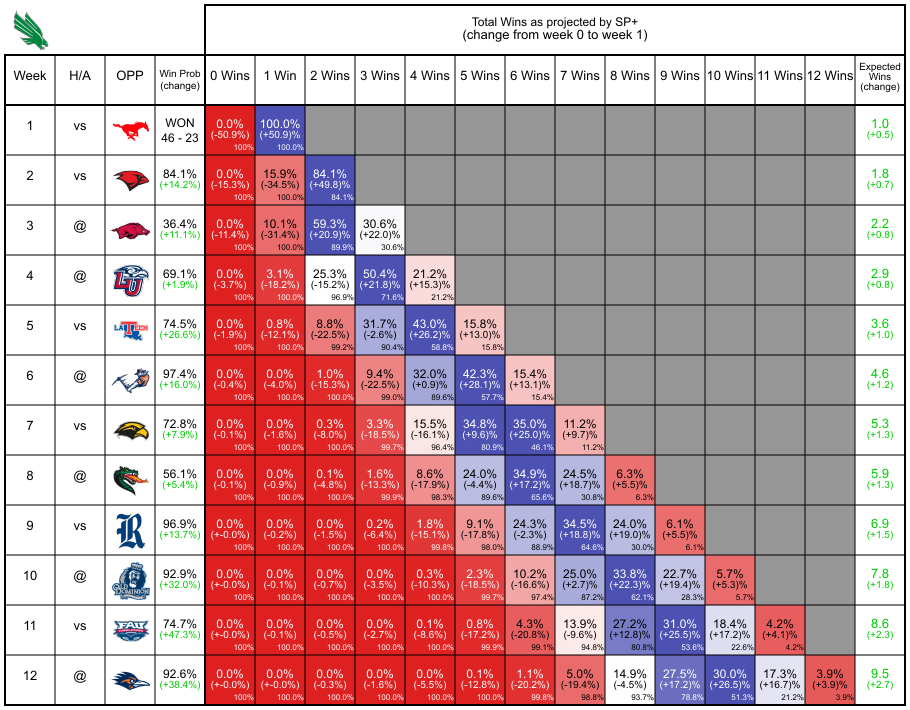 Total Wins as projected by SP+
(change from week 0 to week 1)
Week H/A OPP Win Prob (change) 0 Wins 1 Win 2 Wins 3 Wins 4 Wins 5 Wins 6 Wins 7 Wins 8 Wins 9 Wins 10 Wins 11 Wins 12 Wins Expected Wins (change)
1 vs WON 0.0% 100.0% 1.0
46 - 23 (-50.9%) (+50.9)% (+0.5)
100% 100.0%
2 vs 84.1% 0.0% 15.9% 84.1% 1.8
(+14.2%) (-15.3%) (-34.5%) (+49.8)% (+0.7)
100% 100.0% 84.1%
3 @ 36.4% 0.0% 10.1% 59.3% 30.6% 2.2
(+11.1%) (-11.4%) (-31.4%) (+20.9)% (+22.0)% (+0.8)
100% 100.0% 89.9% 30.6%
4 @ LU 69.1% 0.0% 3.1% 25.3% 50.4% 21.2% 2.9
(+1.9%) (-3.7%) (-18.2%) (-15.2%) (+21.8)% (+15.3)% (+0.8)
100% 100.0% 96.9% 71.6% 21.2%
5 vs LA TECH 74.5% 0.0% 0.8% 8.8% 31.7% 43.0% 15.8% 3.6
(+26.6%) (-1.9%) (-12.1%) (-22.5%) (-2.6%) (+26.2)% (+13.0)% (+1.0)
100% 100.0% 99.2% 90.4% 58.8% 15.8%
6 @ 97.4% 0.0% 0.0% 1.0% 9.4% 32.0% 42.3% 15.4% 4.6
(+16.0%) (-0.4%) (-4.0%) (-15.3%) (-22.5%) (+0.9)% (+28.1)% (+13.1)% (+1.2)
100% 100.0% 100.0% 99.0% 89.6% 57.7% 15.4%
7 vs 72.8% 0.0% 0.0% 0.3% 3.3% 15.5% 34.8% 35.0% 11.2% 5.3
(+7.9%) (-0.1%) (-1.6%) (-8.0%) (-18.5%) (-16.1%) (+9.6)% (+25.0)% (+9.7)% (+1.3)
100% 100.0% 100.0% 99.7% 96.4% 80.9% 46.1% 11.2%
8 @ 56.1% 0.0% 0.0% 0.1% 1.6% 8.6% 24.0% 34.9% 24.5% 6.3% 5.9
(+5.4%) (-0.1%) (-0.9%) (-4.8%) (-13.3%) (-17.9%) (-4.4%) (+17.2)% (+18.7)% (+5.5)% (+1.3)
100% 100.0% 100.0% 99.9% 98.3% 89.6% 65.6% 30.8% 6.3%
9 vs R 96.9% 0.0% 0.0% 0.0% 0.2% 1.8% 9.1% 24.3% 34.5% 24.0% 6.1% 6.9
(+13.7%) (+-0.0%) (-0.2%) (-1.5%) (-6.4%) (-15.1%) (-17.8%) (-2.3%) (+18.8)% (+19.0)% (+5.5)% (+1.5)
100% 100.0% 100.0% 100.0% 99.8% 98.0% 88.9% 64.6% 30.0% 6.1%
10 @ OLD DOMINION 92.9% 0.0% 0.0% 0.0% 0.0% 0.3% 2.3% 10.2% 25.0% 33.8% 22.7% 5.7% 7.8
(+32.0%) (+-0.0%) (-0.1%) (-0.7%) (-3.5%) (-10.3%) (-18.5%) (-16.6%) (+2.7)% (+22.3)% (+19.4)% (+5.3)% (+1.8)
100% 100.0% 100.0% 100.0% 100.0% 99.7% 97.4% 87.2% 62.1% 28.3% 5.7%
11 vs FAU 74.7% 0.0% 0.0% 0.0% 0.0% 0.1% 0.8% 4.3% 13.9% 27.2% 31.0% 18.4% 4.2% 8.6
(+47.3%) (+-0.0%) (-0.1%) (-0.5%) (-2.7%) (-8.6%) (-17.2%) (-20.8%) (-9.6%) (+12.8)% (+25.5)% (+17.2)% (+4.1)% (+2.3)
100% 100.0% 100.0% 100.0% 100.0% 99.9% 99.1% 94.8% 80.8% 53.6% 22.6% 4.2%
12 @ 92.6% 0.0% 0.0% 0.0% 0.0% 0.0% 0.1% 1.1% 5.0% 14.9% 27.5% 30.0% 17.3% 3.9% 9.5
(+38.4%) (+-0.0%) (+-0.0%) (-0.3%) (-1.6%) (-5.5%) (-12.8%) (-20.2%) (-19.4%) (-4.5%) (+17.2)% (+26.5)% (+16.7)% (+3.9)% (+2.7)
100% 100.0% 100.0% 100.0% 100.0% 100.0% 99.8% 98.8% 93.7% 78.8% 51.3% 21.2% 3.9%